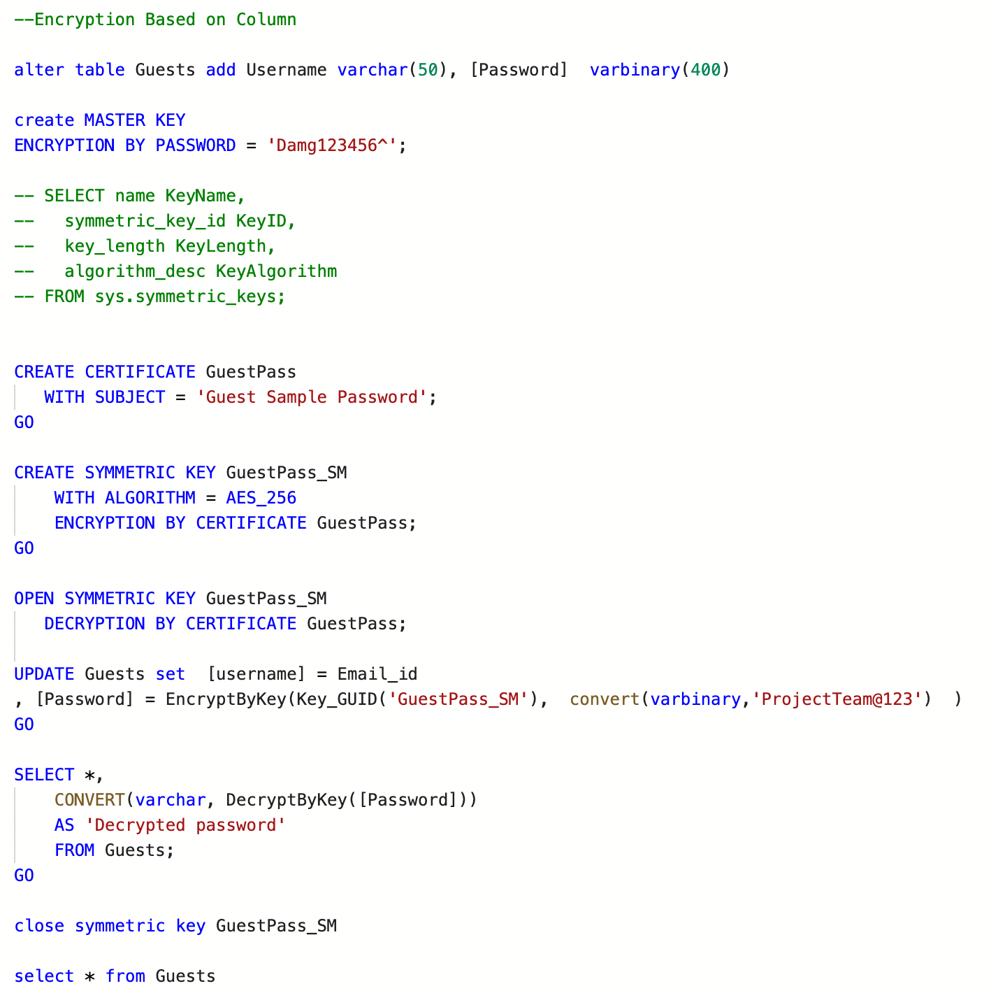 --Encryption Based on Column
alter table Guests add Username varchar(50), [Password]  varbinary(400)
create MASTER KEY
ENCRYPTION BY PASSWORD = 'Damg123456^';
-- SELECT name KeyName,
--   symmetric_key_id KeyID,
--   key_length KeyLength,
--   algorithm_desc KeyAlgorithm
-- FROM sys.symmetric_keys;
CREATE CERTIFICATE GuestPass
   WITH SUBJECT = 'Guest Sample Password';
GO
CREATE SYMMETRIC KEY GuestPass_SM
    WITH ALGORITHM = AES_256
    ENCRYPTION BY CERTIFICATE GuestPass;
GO
OPEN SYMMETRIC KEY GuestPass_SM
   DECRYPTION BY CERTIFICATE GuestPass;
UPDATE Guests set  [username] = Email_id
, [Password] = EncryptByKey(Key_GUID('GuestPass_SM'),  convert(varbinary,'ProjectTeam@123')  )
GO
SELECT *,
    CONVERT(varchar, DecryptByKey([Password]))
    AS 'Decrypted password'
    FROM Guests;
GO
close symmetric key GuestPass_SM
select * from Guests